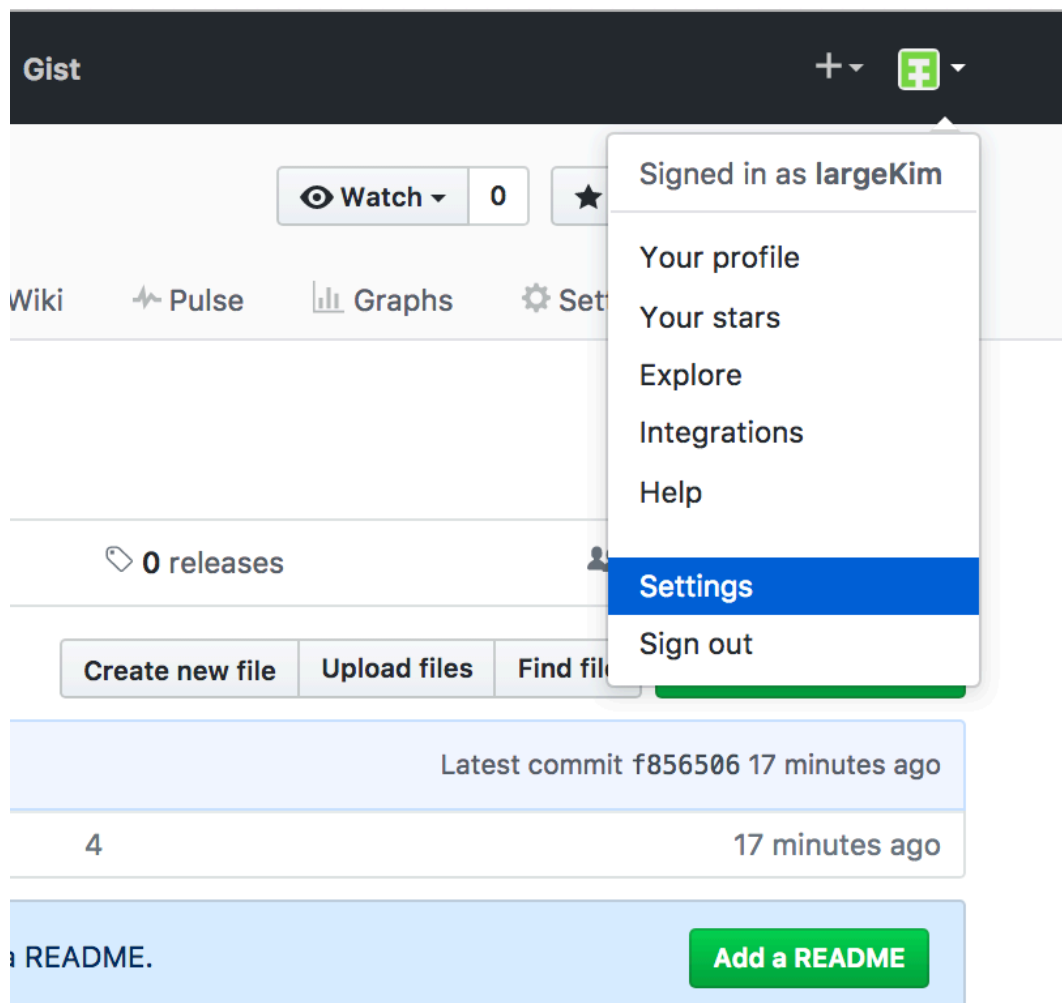 Gist
Signed in as largeKim
Watch 0
Your profile
Wiki Pulse Graphs
Your stars
Explore
Integrations
Help
0 releases
Settings
Sign out
Create new file Upload files Find
Latest commit f856506 17 minutes ago
4 17 minutes ago
README.
Add a README